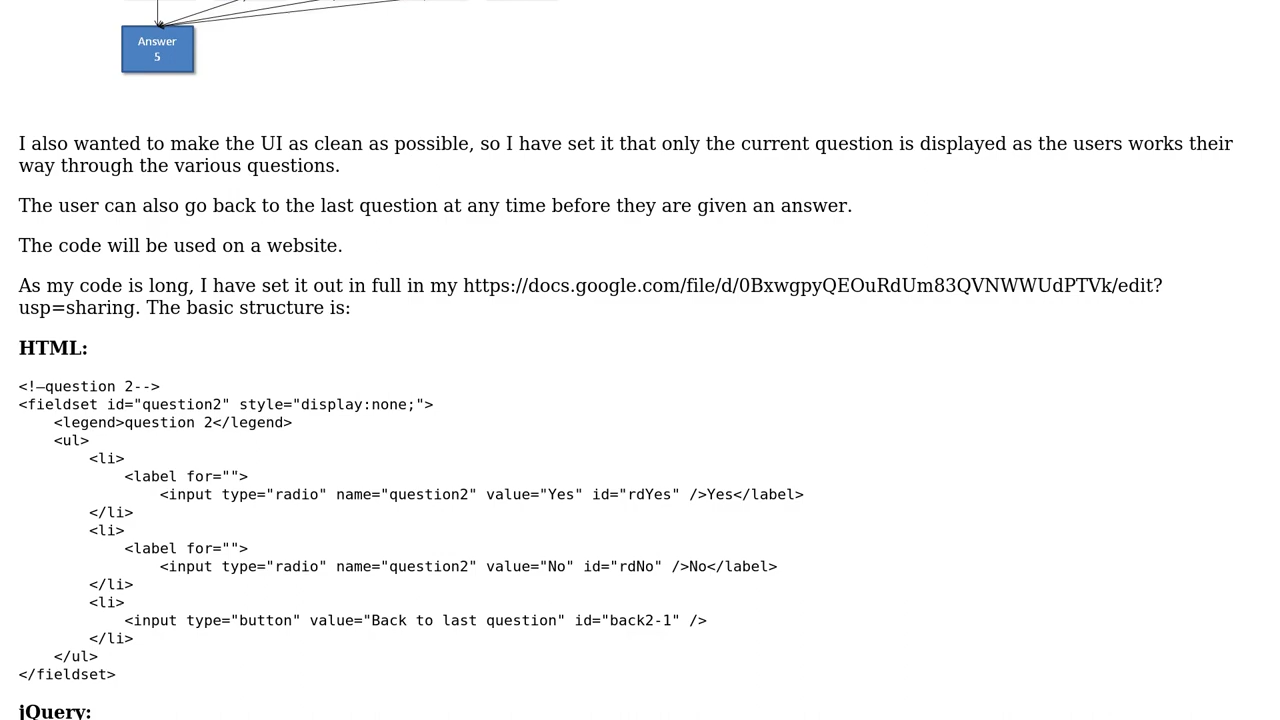 Answer
5
I also wanted to make the UI as clean as possible, so I have set it that only the current question is displayed as the users works their
way through the various questions.
The user can also go back to the last question at any time before they are given an answer.
The code will be used on a website.
As my code is long, I have set it out in full in my https://docs.google.com/file/d/0BxwgpyQEOuRdUm83QVNWWUdPTVk/edit?
usp=sharing. The basic structure is:
HTML:
<!—question 2-->
<fieldset id="question2" style="display:none;">
    <legend>question 2</legend>
    <ul>
        <li>
            <label for="">
                <input type="radio" name="question2" value="Yes" id="rdYes" />Yes</label>
        </li>
        <li>
            <label for="">
                <input type="radio" name="question2" value="No" id="rdNo" />No</label>
        </li>
        <li>
            <input type="button" value="Back to last question" id="back2-1" />
        </li>
    </ul>
</fieldset>
jQuery: